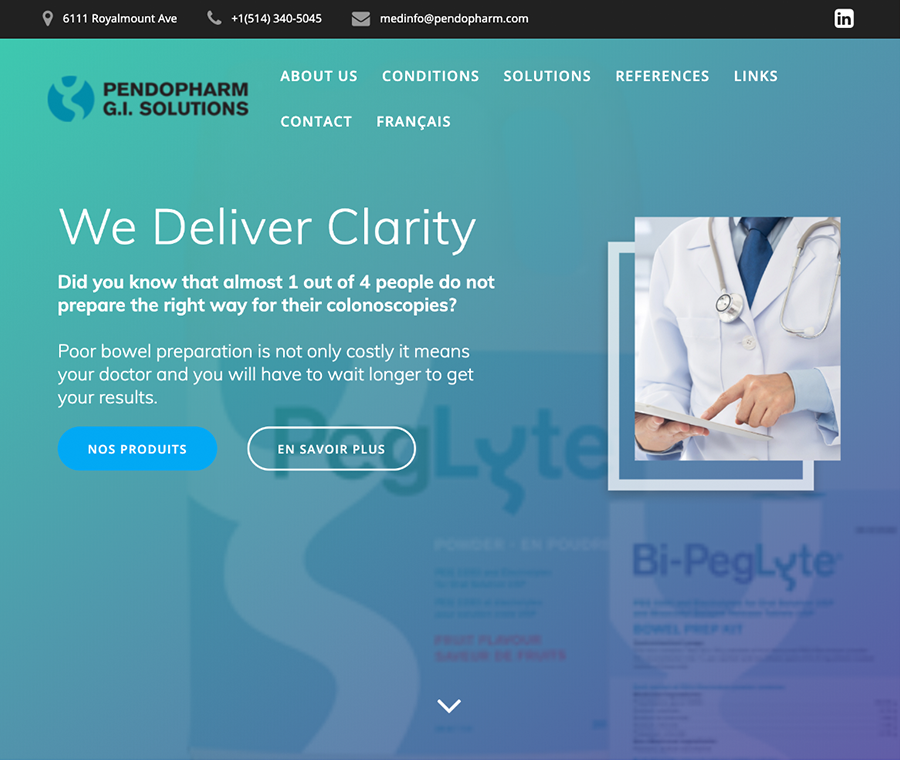 6111 Royalmount Ave
+1(514) 340-5045
medinfo@pendopharm.com
in
PENDOPHARM
G.I. SOLUTIONS
ABOUT US
CONDITIONS
SOLUTIONS
REFERENCES
LINKS
CONTACT
FRANÇAIS
We Deliver Clarity
Did you know that almost 1 out of 4 people do not
prepare the right way for their colonoscopies?
Poor bowel preparation is not only costly it means
your doctor and you will have to wait longer to get
your results.
NOS PRODUITS
EN SAVOIR PLUS
PegLyte
POWDER - EN POUDRE
FRUIT FLAVOUR
SAVEUR DE FRUITS
Bi-PegLyte
BOWEL PREP KIT